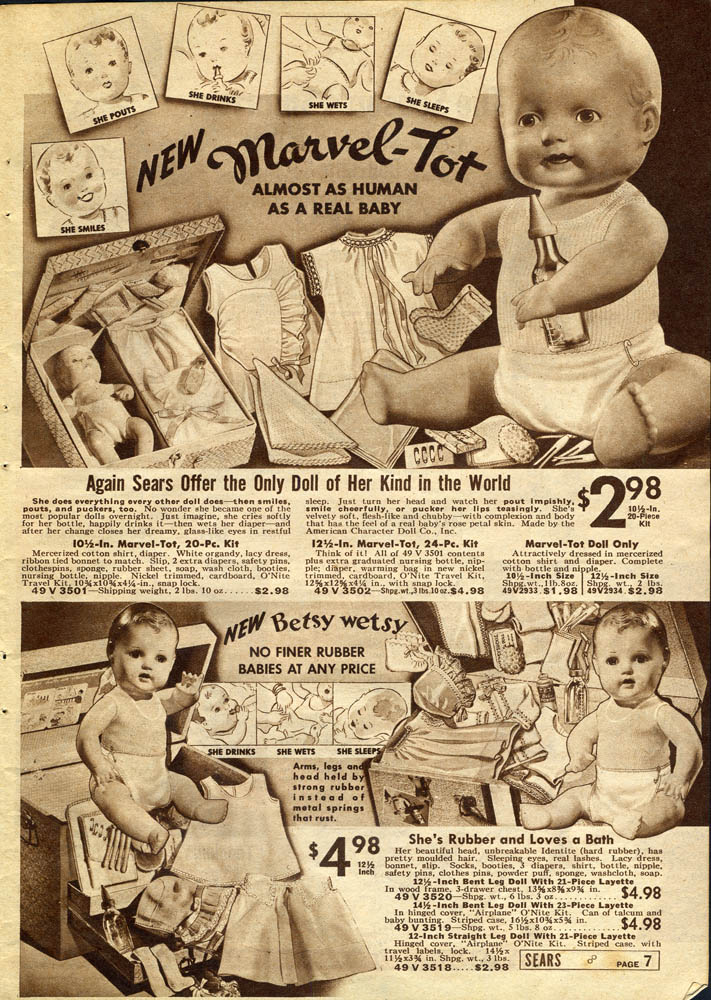 SHE POUTS
SHE DRINKS
SHE WETS
SHE SLEEPS
SHE SMILES
NEW Marvel-Tot
ALMOST AS HUMAN
AS A REAL BABY
Again Sears Offer the Only Doll of Her Kind in the World
She does everything every other doll does—then smiles,
pouts, and puckers, too. No wonder she became one of the
most popular dolls overnight. Just imagine, she cries softly
for her bottle, happily drinks it—then wets her diaper—and
after her change closes her dreamy, glass-like eyes in restful
sleep. Just turn her head and watch her pout impishly,
smile cheerfully, or pucker her lips teasingly. She's
velvety soft, flesh-like and chubby—with complexion and body
that has the feel of a real baby's rose petal skin. Made by the
American Character Doll Co., Inc.
$2.98
10½-In.
20-Piece
Kit
10½-In. Marvel-Tot, 20-Pc. Kit
Mercerized cotton shirt, diaper. White organdy, lacy dress,
ribbon tied bonnet to match. Slip, 2 extra diapers, safety pins,
clothespins, sponge, rubber sheet, soap, wash cloth, booties,
nursing bottle, nipple. Nickel trimmed, cardboard, O'Nite
Travel Kit, 10¾x10¾x4¼-in., snap lock.
49 V 3501—Shipping weight, 2 lbs. 10 oz......$2.98
12½-In. Marvel-Tot, 24-Pc. Kit
Think of it! All of 49 V 3501 contents
plus extra graduated nursing bottle, nip-
ple; diaper, warming bag in new nickel
trimmed, cardboard, O'Nite Travel Kit,
12¾x12¾x4¼ in., with snap lock.
49 V 3502—Shpg. wt., 3 lbs. 10 oz. $4.98
Marvel-Tot Doll Only
Attractively dressed in mercerized
cotton shirt and diaper. Complete
with bottle and nipple.
10½-Inch Size
Shpg. wt., 1 lb. 8 oz.
49V2933. $1.98
12½-Inch Size
Shpg. wt., 2 lbs.
49V2934. $2.98
NEW Betsy wetsy
NO FINER RUBBER
BABIES AT ANY PRICE
SHE DRINKS
SHE WETS
SHE SLEEPS
Arms, legs and
head held by
strong rubber
instead of
metal springs
that rust.
$4.98
12½
Inch
She's Rubber and Loves a Bath
Her beautiful head, unbreakable Identite (hard rubber), has
pretty moulded hair. Sleeping eyes, real lashes. Lacy dress,
bonnet, slip. Socks, booties, 3 diapers, shirt, bottle, nipple,
safety pins, clothes pins, powder puff, sponge, washcloth, soap.
12½-Inch Bent Leg Doll With 21-Piece Layette
In wood frame, 3-drawer chest, 13⅝x8⅝x9¾ in.
49 V 3520—Shpg. wt., 6 lbs. 3 oz.............$4.98
14½-Inch Bent Leg Doll With 23-Piece Layette
In hinged cover, "Airplane" O'Nite Kit. Can of talcum and
baby bunting. Striped case, 16½x10¾x5¾ in.
49 V 3519—Shpg. wt., 5 lbs. 8 oz.............$4.98
12-Inch Straight Leg Doll With 21-Piece Layette
Hinged cover, "Airplane" O'Nite Kit. Striped case, with
travel labels, lock. 14½x
11½x3¾ in. Shpg. wt., 3 lbs.
49 V 3518.....$2.98
SEARS
PAGE 7